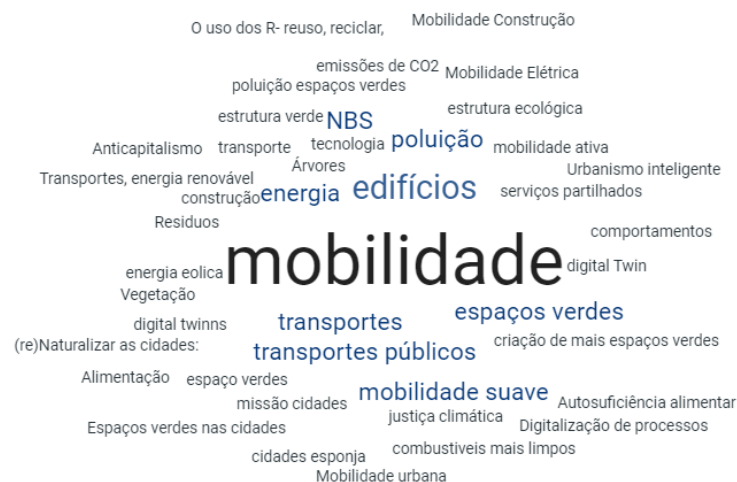 O uso dos R- reuso, reciclar,
Mobilidade Construção
emissões de CO2
Mobilidade Elétrica
poluição espaços verdes
estrutura ecológica
estrutura verde
NBS
poluição
Anticapitalismo
transporte
tecnologia
mobilidade ativa
Árvores
Urbanismo inteligente
Transportes, energia renovável
edifícios
serviços partilhados
construção
energia
Residuos
comportamentos
mobilidade
digital Twin
energia eolica
Vegetação
espaços verdes
digital twinns
transportes
(re)Naturalizar as cidades:
criação de mais espaços verdes
transportes públicos
Alimentação
espaço verdes
mobilidade suave
missão cidades
Autosuficiência alimentar
justiça climática
Espaços verdes nas cidades
Digitalização de processos
cidades esponja
combustiveis mais limpos
Mobilidade urbana